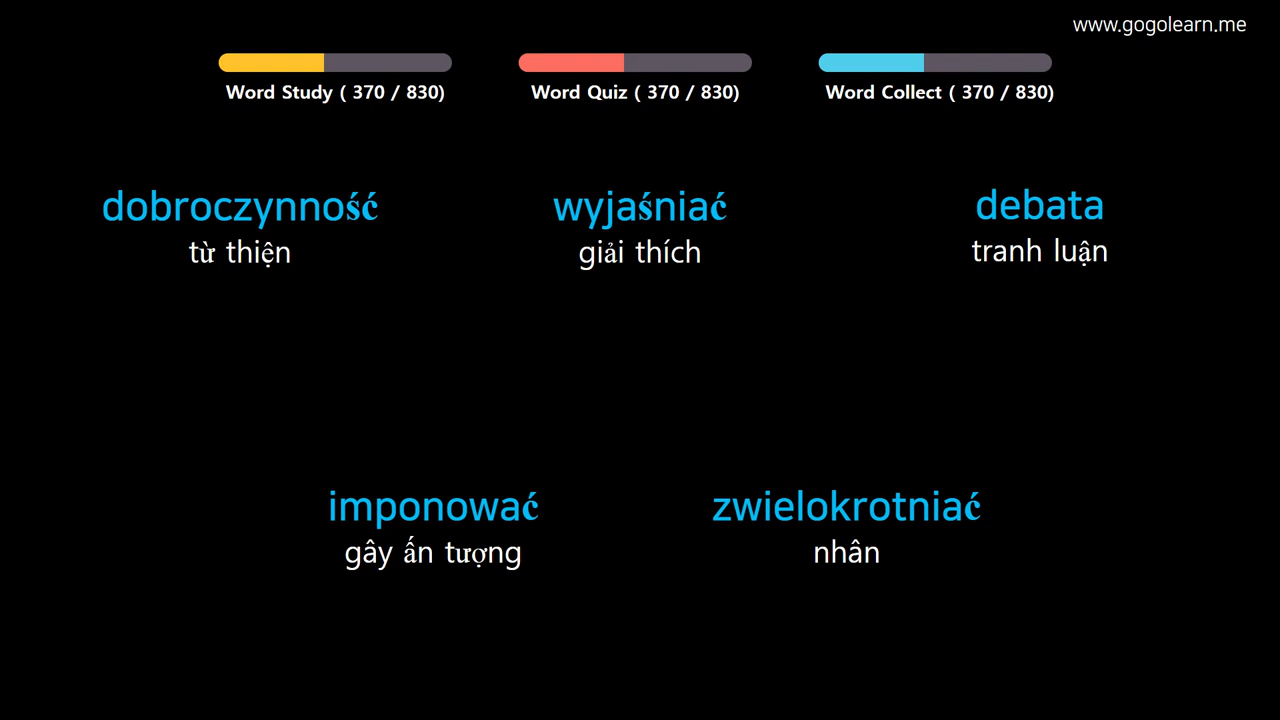 www.gogolearn.me
Word Study ( 370 / 830)
Word Quiz ( 370 / 830)
Word Collect ( 370 / 830)
dobroczynność
từ thiện
wyjaśniać
giải thích
debata
tranh luận
imponować
gây ấn tượng
zwielokrotniać
nhân